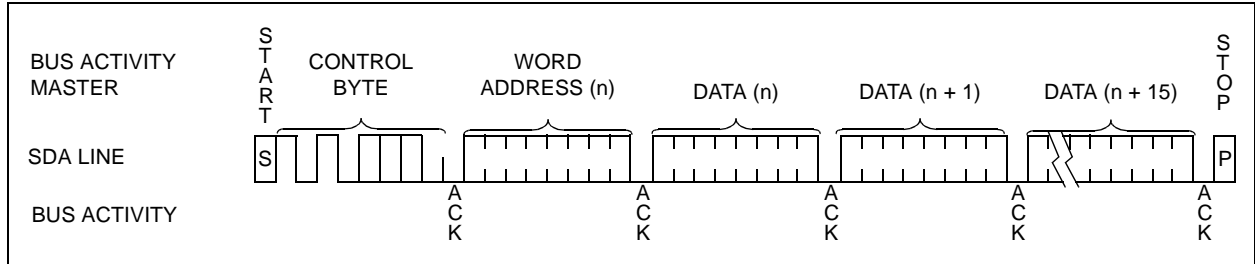 BUS ACTIVITY
MASTER
START
CONTROL
BYTE
WORD
ADDRESS (n)
DATA (n)
DATA (n + 1)
DATA (n + 15)
STOP
SDA LINE
S
P
BUS ACTIVITY
ACK
ACK
ACK
ACK
ACK